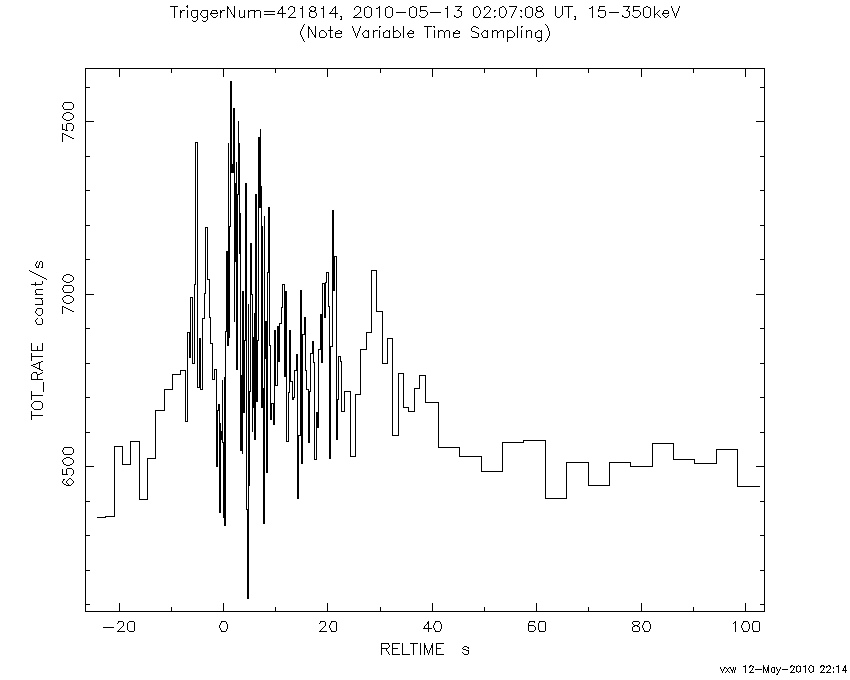 TriggerNum=421814, 2010-05-13 02:07:08 UT, 15-350keV
(Note Variable Time Sampling)
TOT_RATE count/s
7500
7000
6500
-20 0 20 40 60 80 100
RELTIME s
vxw 12-May-2010 22:14